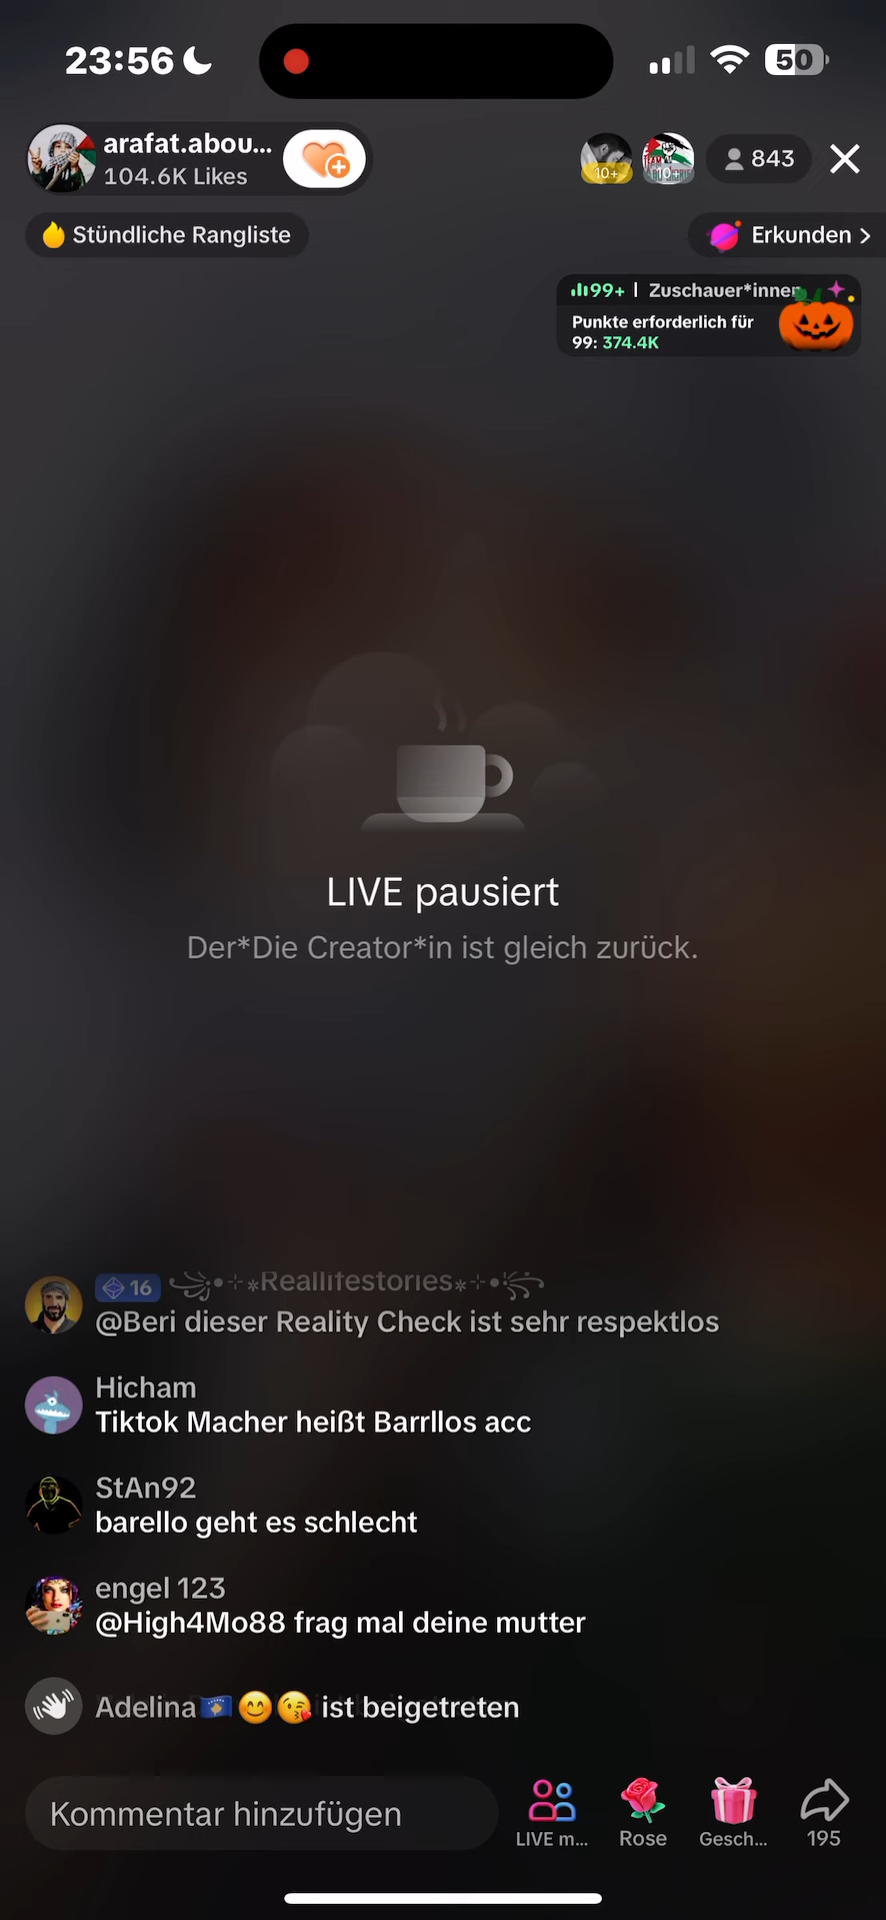 23:56
50
arafat.abou...
104.6K Likes
10+
843
Stündliche Rangliste
Erkunden
99+ | Zuschauer*innen
Punkte erforderlich für
99: 374.4K
LIVE pausiert
Der*Die Creator*in ist gleich zurück.
16 Reallifestories
@Beri dieser Reality Check ist sehr respektlos
Hicham
Tiktok Macher heißt Barrllos acc
StAn92
barello geht es schlecht
engel 123
@High4Mo88 frag mal deine mutter
Adelina🇽🇰😊😘 ist beigetreten
Kommentar hinzufügen
LIVE m...
Rose
Gesch...
195